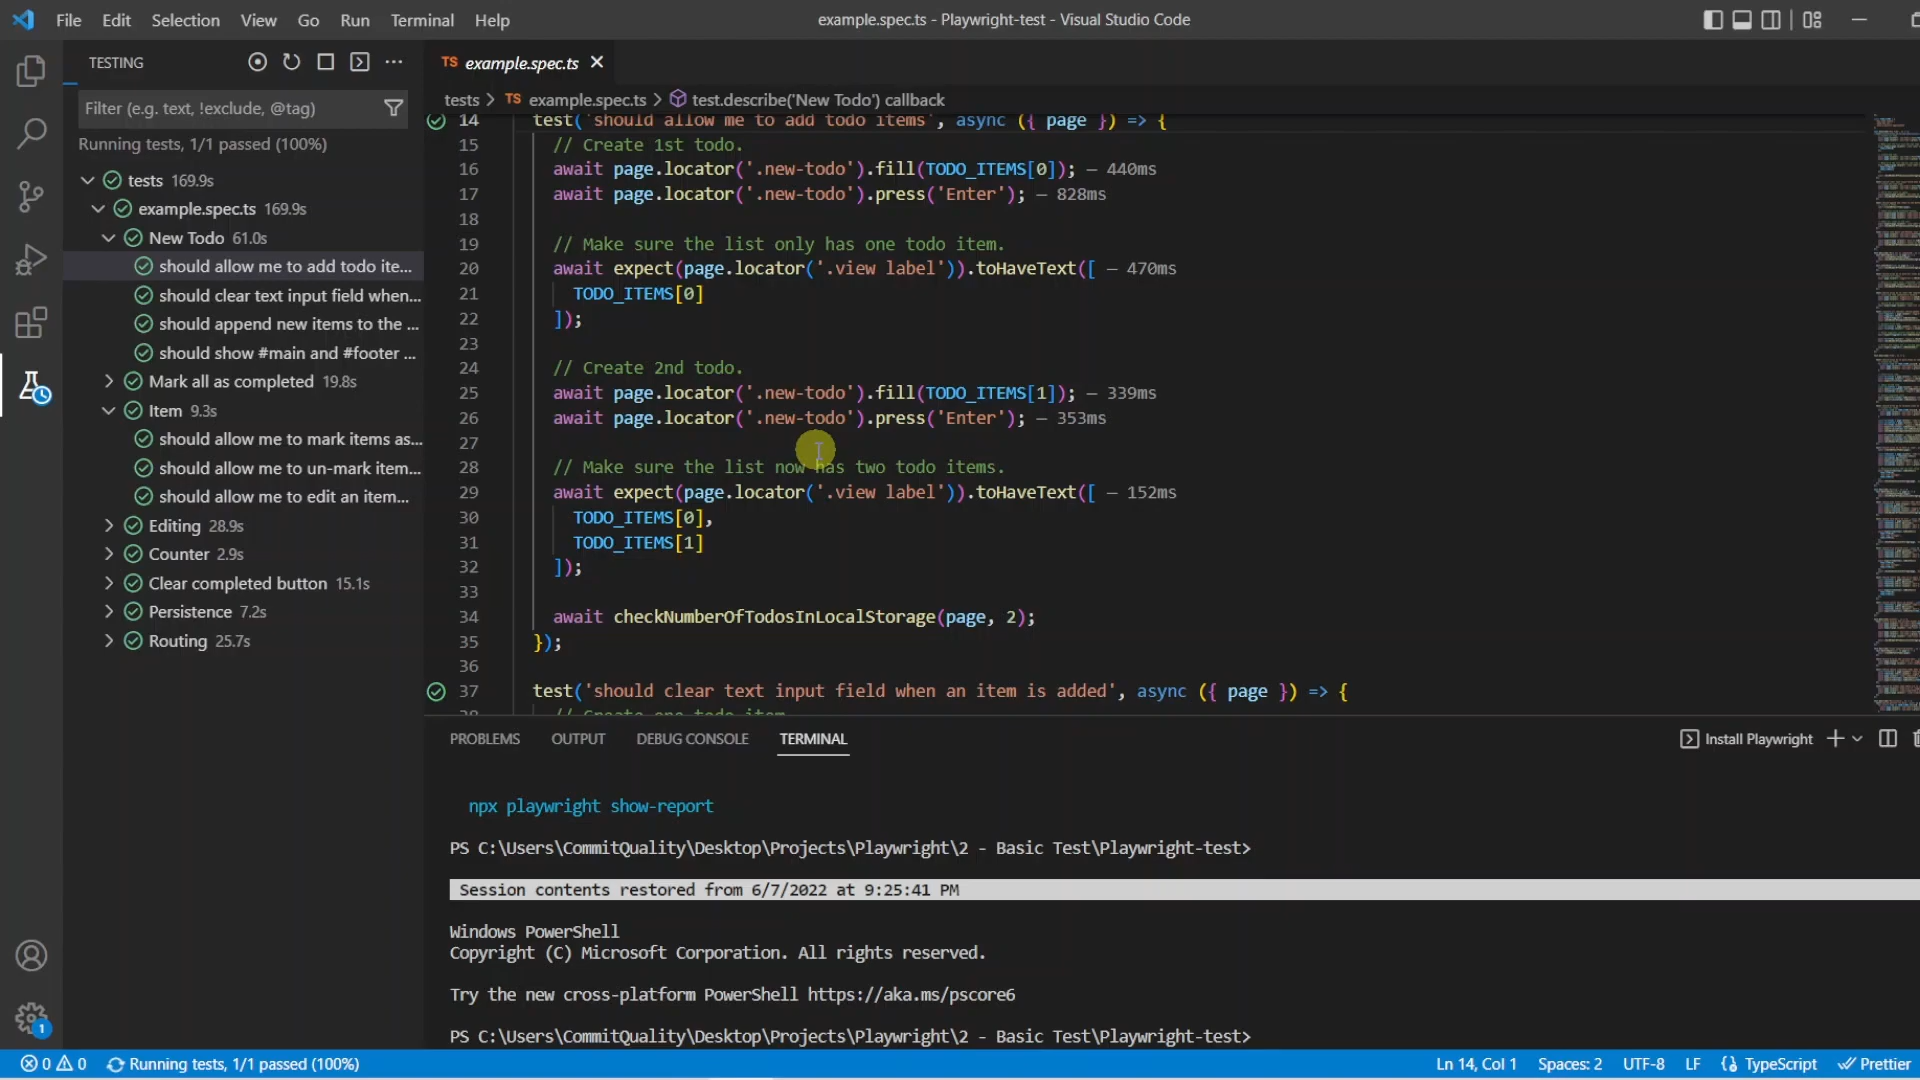 File Edit Selection View Go Run Terminal Help
example.spec.ts - Playwright-test - Visual Studio Code
TESTING
Filter (e.g. text, !exclude, @tag)
Running tests, 1/1 passed (100%)
tests 169.9s
example.spec.ts 169.9s
New Todo 61.0s
should allow me to add todo ite...
should clear text input field when...
should append new items to the ...
should show #main and #footer ...
Mark all as completed 19.8s
Item 9.3s
should allow me to mark items as...
should allow me to un-mark item...
should allow me to edit an item...
Editing 28.9s
Counter 2.9s
Clear completed button 15.1s
Persistence 7.2s
Routing 25.7s
1
TS example.spec.ts
tests > TS example.spec.ts > test.describe('New Todo') callback
14 test('should allow me to add todo items', async ({ page }) => {
15 // Create 1st todo.
16 await page.locator('.new-todo').fill(TODO_ITEMS[0]); — 440ms
17 await page.locator('.new-todo').press('Enter'); — 828ms
18
19 // Make sure the list only has one todo item.
20 await expect(page.locator('.view label')).toHaveText([ — 470ms
21 TODO_ITEMS[0]
22 ]);
23
24 // Create 2nd todo.
25 await page.locator('.new-todo').fill(TODO_ITEMS[1]); — 339ms
26 await page.locator('.new-todo').press('Enter'); — 353ms
27
28 // Make sure the list now has two todo items.
29 await expect(page.locator('.view label')).toHaveText([ — 152ms
30 TODO_ITEMS[0],
31 TODO_ITEMS[1]
32 ]);
33
34 await checkNumberOfTodosInLocalStorage(page, 2);
35 });
36
37 test('should clear text input field when an item is added', async ({ page }) => {
38 // Create one todo item.
PROBLEMS OUTPUT DEBUG CONSOLE TERMINAL
Install Playwright
npx playwright show-report
PS C:\Users\CommitQuality\Desktop\Projects\Playwright\2 - Basic Test\Playwright-test>
Session contents restored from 6/7/2022 at 9:25:41 PM
Windows PowerShell
Copyright (C) Microsoft Corporation. All rights reserved.
Try the new cross-platform PowerShell https://aka.ms/pscore6
PS C:\Users\CommitQuality\Desktop\Projects\Playwright\2 - Basic Test\Playwright-test>
0 0 Running tests, 1/1 passed (100%)
Ln 14, Col 1 Spaces: 2 UTF-8 LF TypeScript Prettier